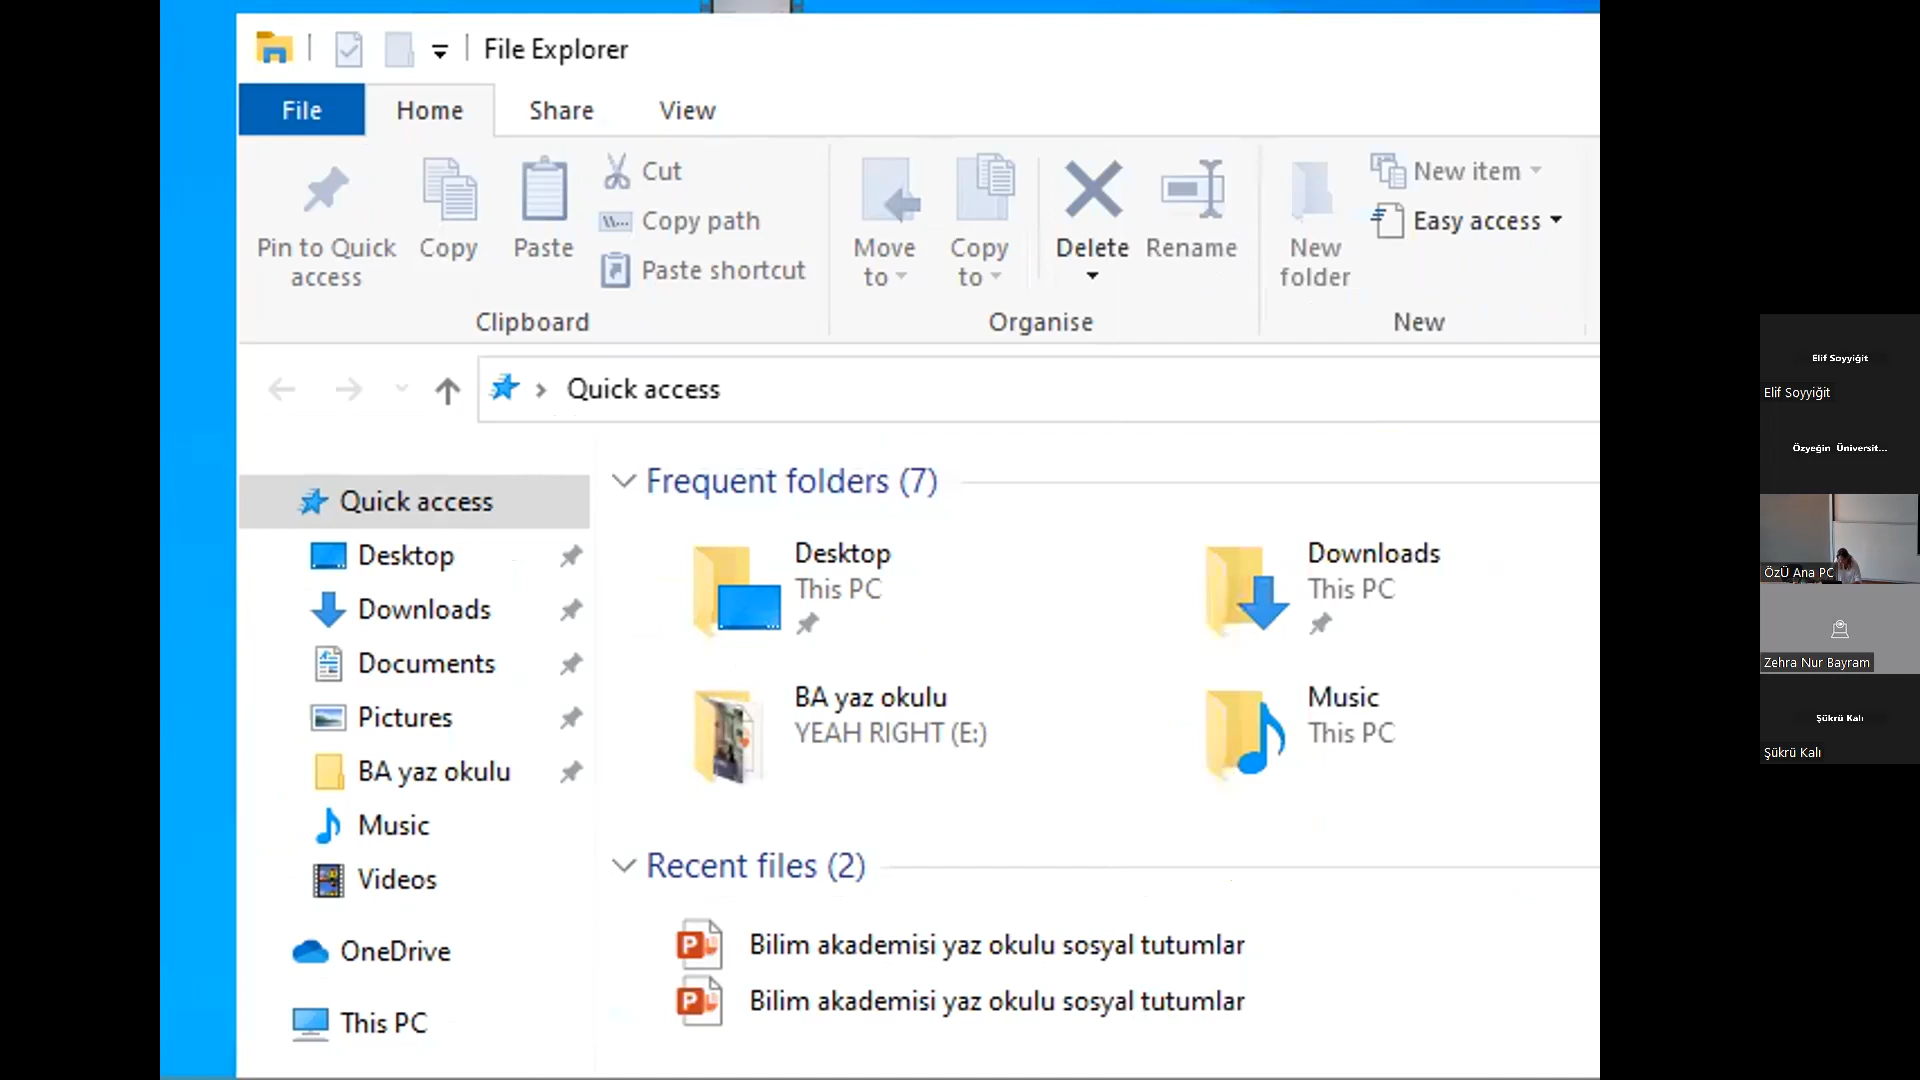 File Explorer
File Home Share View
Pin to Quick access
Copy
Paste
Cut
Copy path
Paste shortcut
Clipboard
Move to
Copy to
Delete
Rename
Organise
New folder
New item
Easy access
New
Quick access
Quick access
Desktop
Downloads
Documents
Pictures
BA yaz okulu
Music
Videos
OneDrive
This PC
Frequent folders (7)
Desktop
This PC
Downloads
This PC
BA yaz okulu
YEAH RIGHT (E:)
Music
This PC
Recent files (2)
Bilim akademisi yaz okulu sosyal tutumlar
Bilim akademisi yaz okulu sosyal tutumlar
Elif Soyyiğit
Elif Soyyiğit
Özyeğin Üniversit...
ÖzÜ Ana PC
Zehra Nur Bayram
Şükrü Kalı
Şükrü Kalı